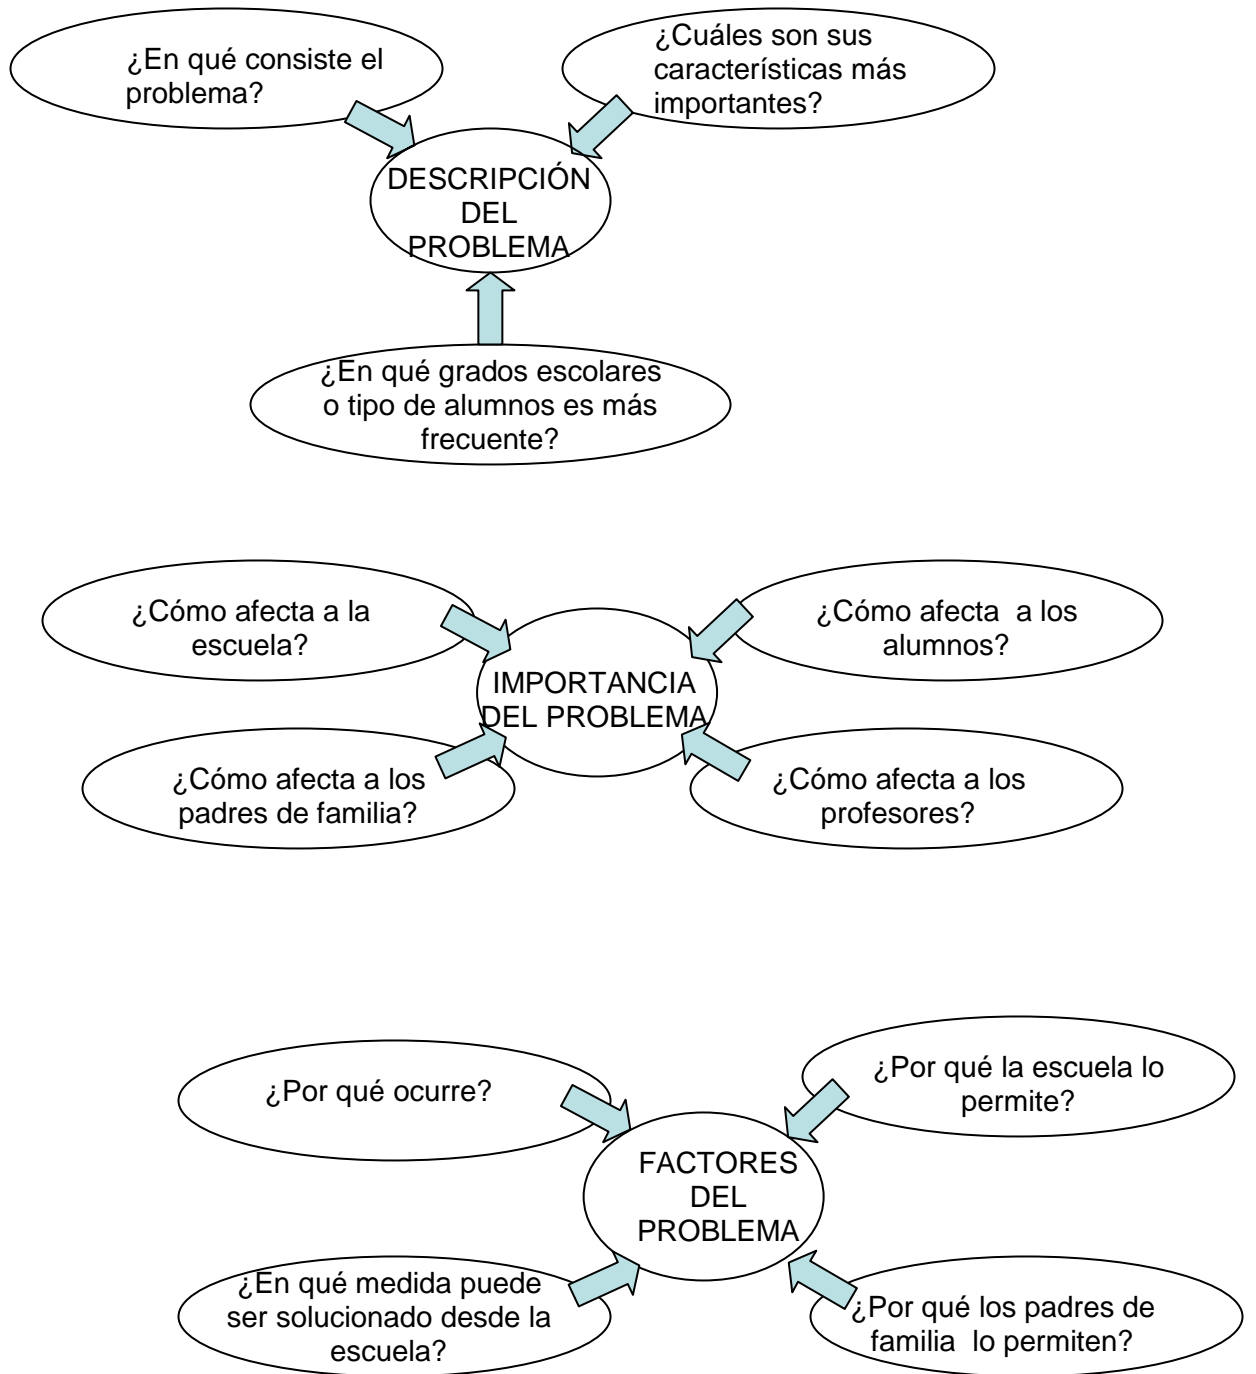 ¿En qué consiste el
problema?
¿Cuáles son sus
características más
importantes?
DESCRIPCIÓN
DEL
PROBLEMA
¿En qué grados escolares
o tipo de alumnos es más
frecuente?
¿Cómo afecta a la
escuela?
¿Cómo afecta  a los
alumnos?
IMPORTANCIA
DEL PROBLEMA
¿Cómo afecta a los
padres de familia?
¿Cómo afecta a los
profesores?
¿Por qué ocurre?
¿Por qué la escuela lo
permite?
FACTORES
DEL
PROBLEMA
¿En qué medida puede
ser solucionado desde la
escuela?
¿Por qué los padres de
familia  lo permiten?